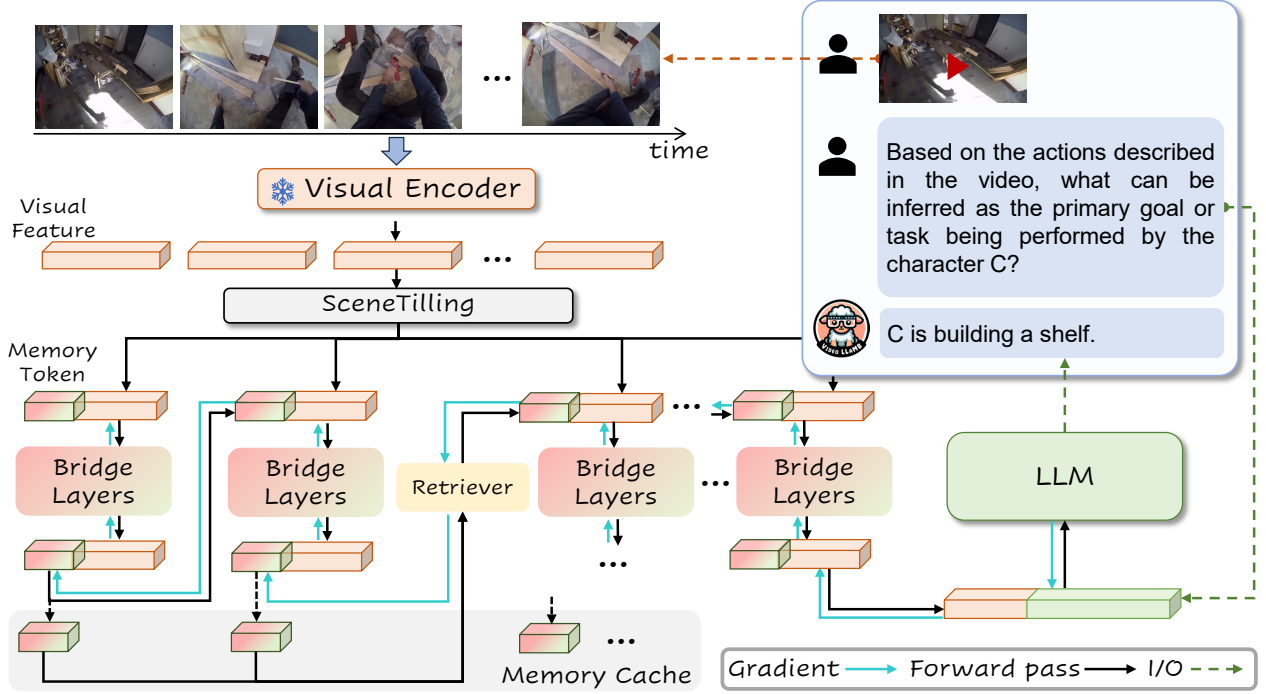 time
Visual Encoder
Visual
Feature
...
SceneTilling
Memory
Token
Bridge
Layers
Bridge
Layers
Retriever
Bridge
Layers
...
Bridge
Layers
Memory Cache
...
Based on the actions described
in the video, what can be
inferred as the primary goal or
task being performed by the
character C?
VIDEO LLAMB
C is building a shelf.
LLM
Gradient Forward pass I/O